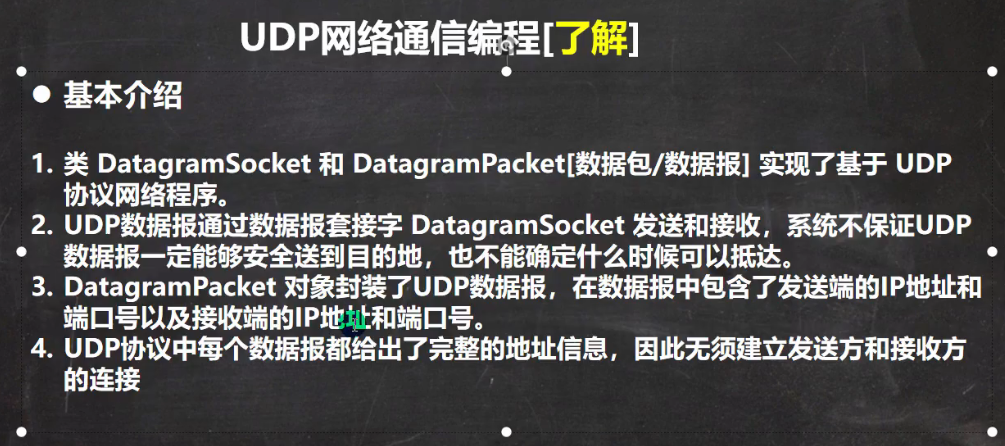 UDP网络通信编程[了解]
● 基本介绍
1. 类 DatagramSocket 和 DatagramPacket[数据包/数据报] 实现了基于 UDP
协议网络程序。
2. UDP数据报通过数据报套接字 DatagramSocket 发送和接收，系统不保证UDP
数据报一定能够安全送到目的地，也不能确定什么时候可以抵达。
3. DatagramPacket 对象封装了UDP数据报，在数据报中包含了发送端的IP地址和
端口号以及接收端的IP地址和端口号。
4. UDP协议中每个数据报都给出了完整的地址信息，因此无须建立发送方和接收方
的连接